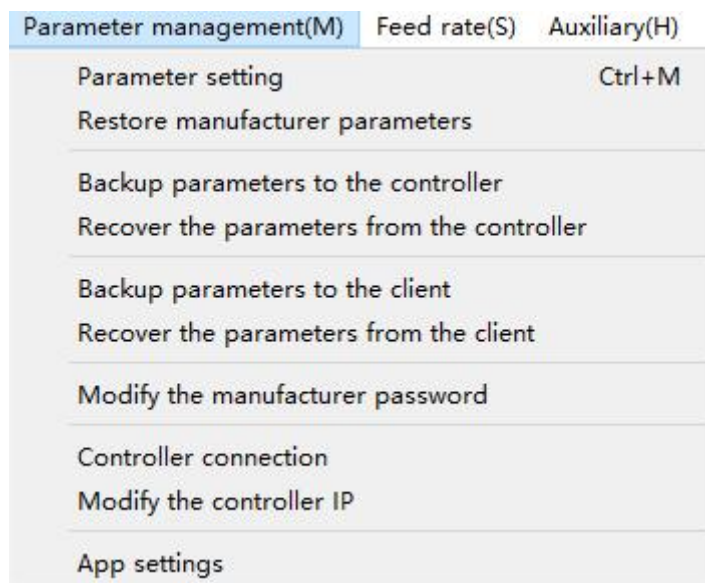 Parameter management(M) Feed rate(S) Auxiliary(H)
Parameter setting Ctrl+M
Restore manufacturer parameters
Backup parameters to the controller
Recover the parameters from the controller
Backup parameters to the client
Recover the parameters from the client
Modify the manufacturer password
Controller connection
Modify the controller IP
App settings